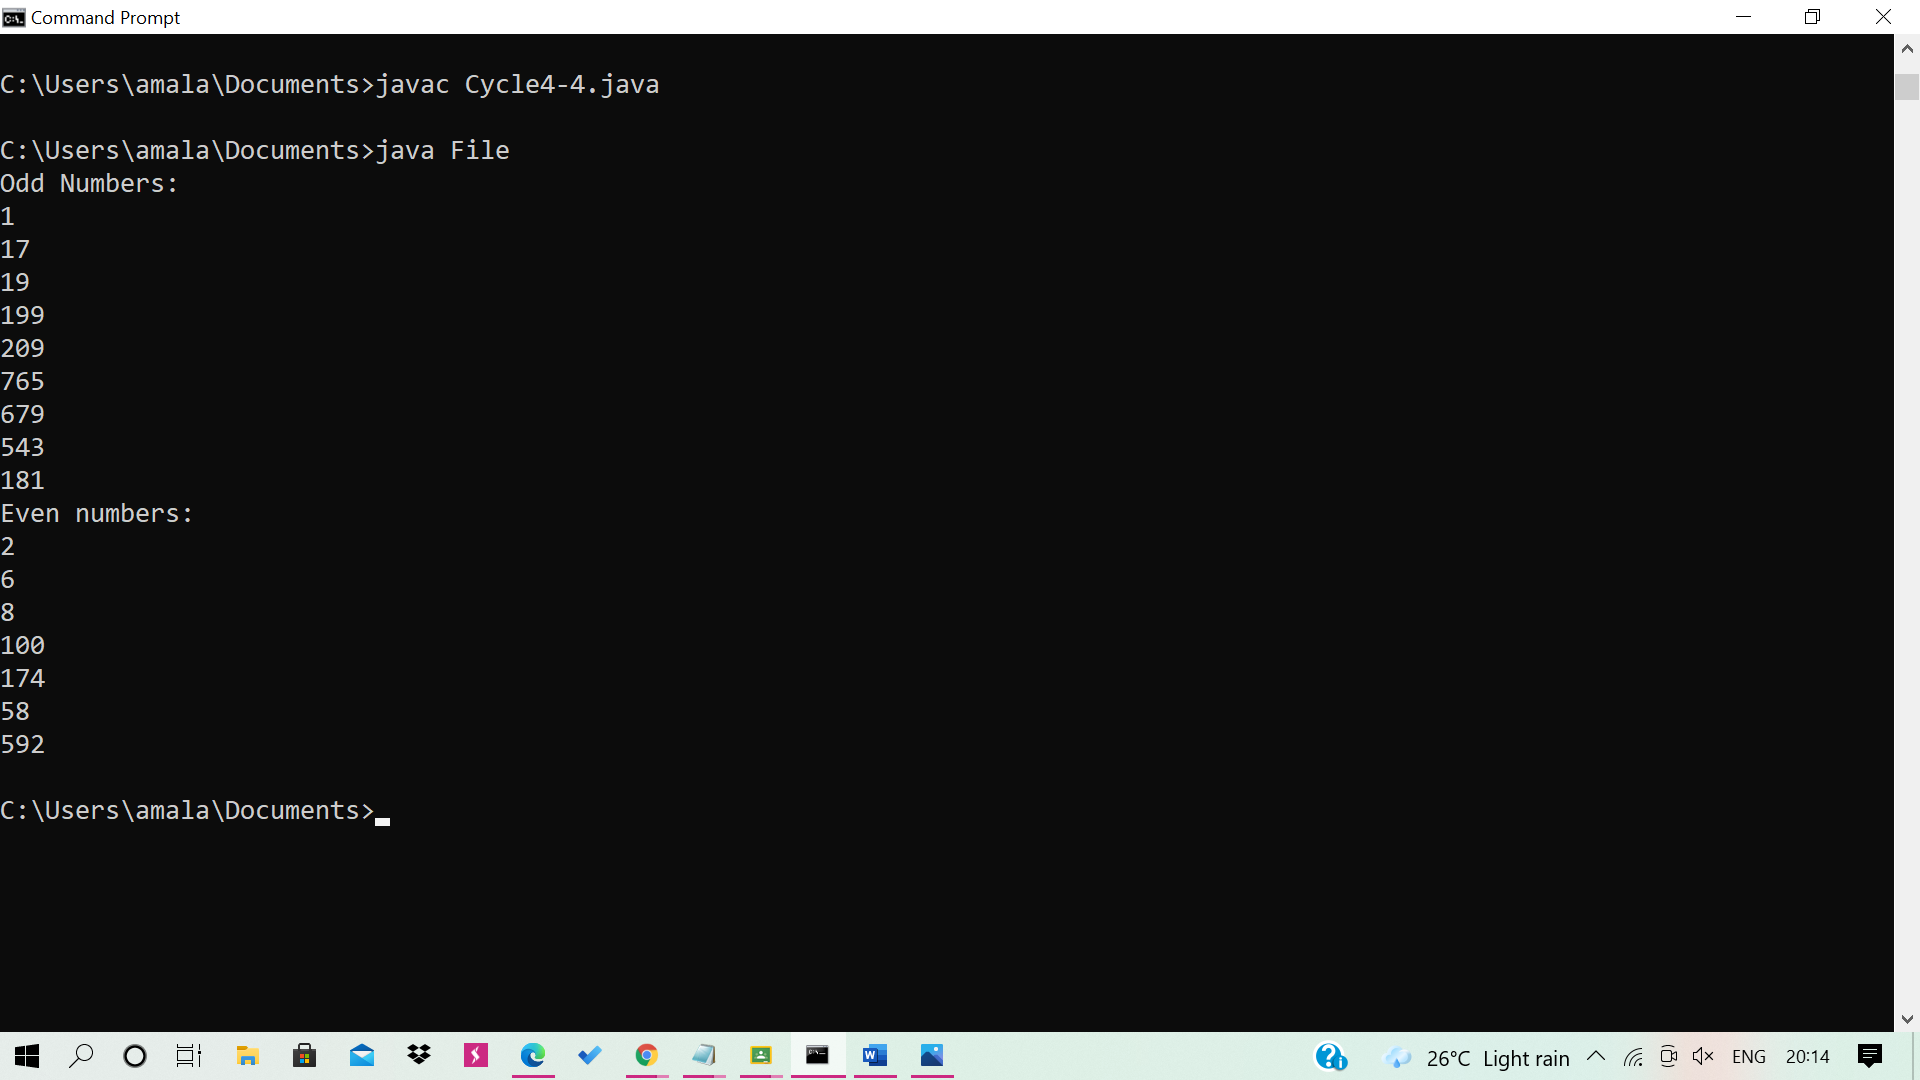 Command Prompt
C:\Users\amala\Documents>javac Cycle4-4.java
C:\Users\amala\Documents>java File
Odd Numbers:
1
17
19
199
209
765
679
543
181
Even numbers:
2
6
8
100
174
58
592
C:\Users\amala\Documents>
26°C Light rain ENG 20:14